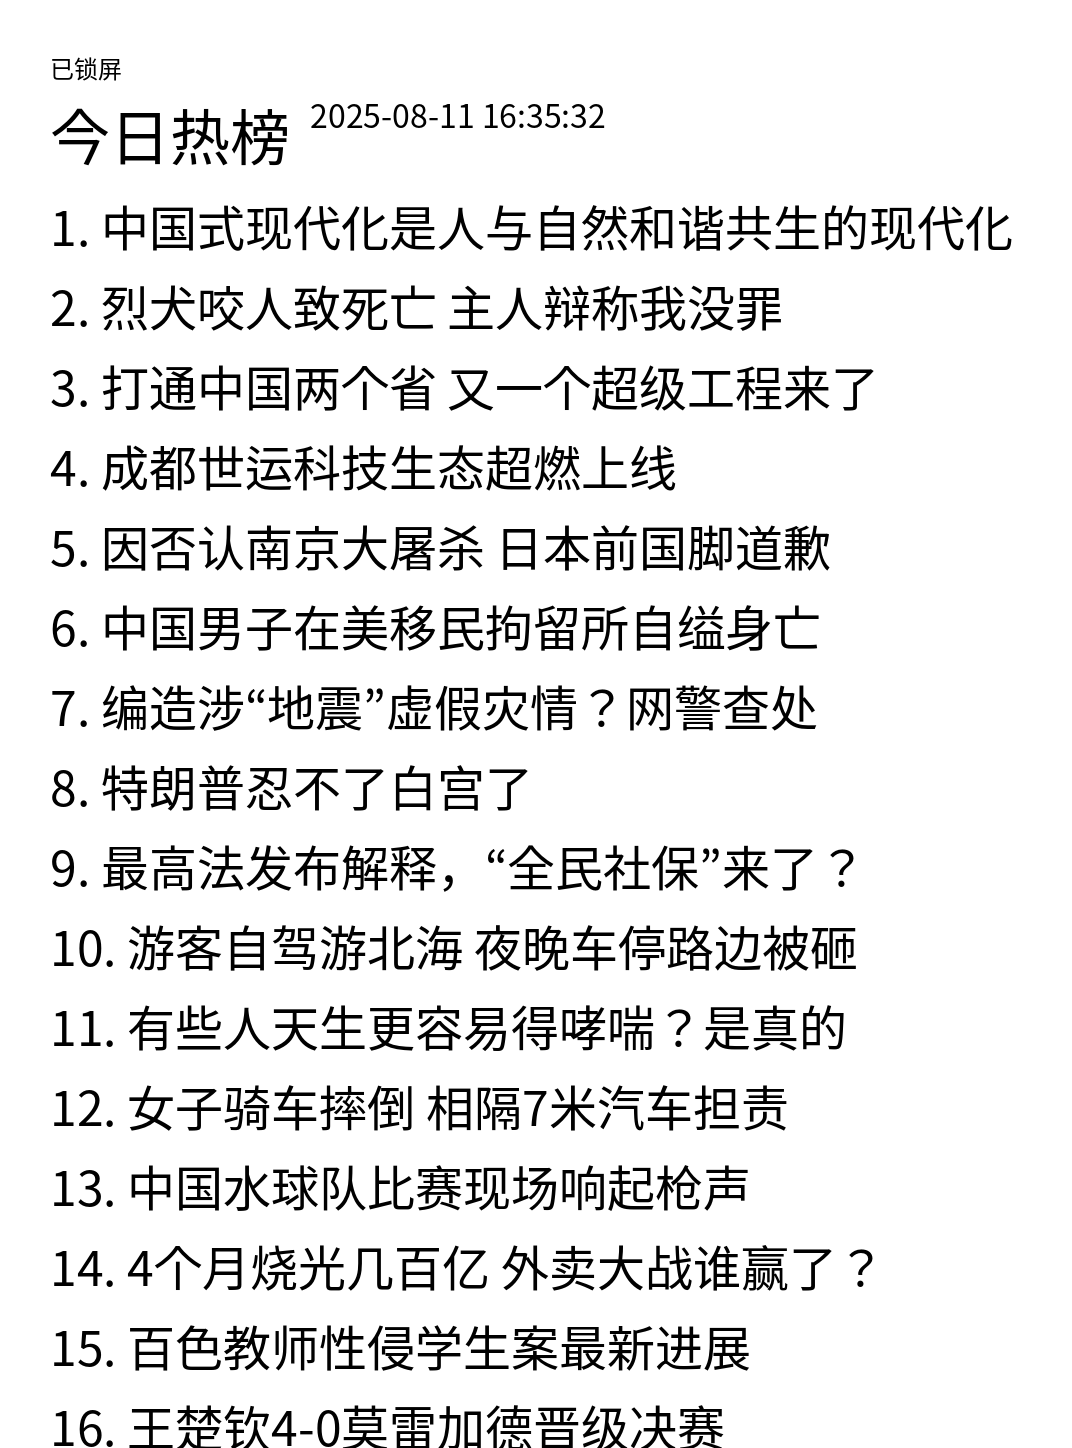 已锁屏
今日热榜 2025-08-11 16:35:32
1. 中国式现代化是人与自然和谐共生的现代化
2. 烈犬咬人致死亡 主人辩称我没罪
3. 打通中国两个省 又一个超级工程来了
4. 成都世运科技生态超燃上线
5. 因否认南京大屠杀 日本前国脚道歉
6. 中国男子在美移民拘留所自缢身亡
7. 编造涉“地震”虚假灾情？网警查处
8. 特朗普忍不了白宫了
9. 最高法发布解释，“全民社保”来了？
10. 游客自驾游北海 夜晚车停路边被砸
11. 有些人天生更容易得哮喘？是真的
12. 女子骑车摔倒 相隔7米汽车担责
13. 中国水球队比赛现场响起枪声
14. 4个月烧光几百亿 外卖大战谁赢了？
15. 百色教师性侵学生案最新进展
16. 王楚钦4-0莫雷加德晋级决赛